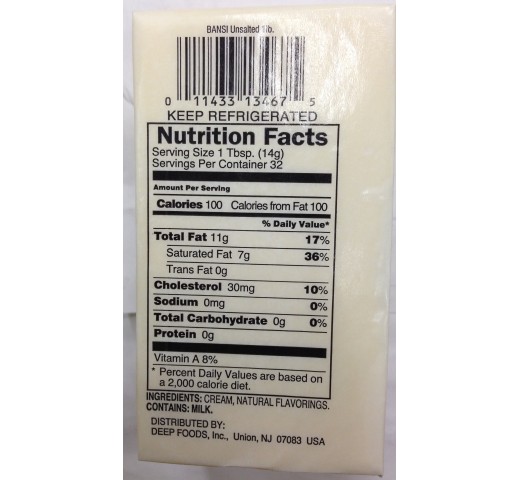 BANSI Unsalted 1lb.
0 11433 13467 5
KEEP REFRIGERATED
Nutrition Facts
Serving Size 1 Tbsp. (14g)
Servings Per Container 32
Amount Per Serving
Calories 100 Calories from Fat 100
% Daily Value*
Total Fat 11g 17%
Saturated Fat 7g 36%
Trans Fat 0g
Cholesterol 30mg 10%
Sodium 0mg 0%
Total Carbohydrate 0g 0%
Protein 0g
Vitamin A 8%
* Percent Daily Values are based on
a 2,000 calorie diet.
INGREDIENTS: CREAM, NATURAL FLAVORINGS.
CONTAINS: MILK.
DISTRIBUTED BY:
DEEP FOODS, Inc., Union, NJ 07083 USA